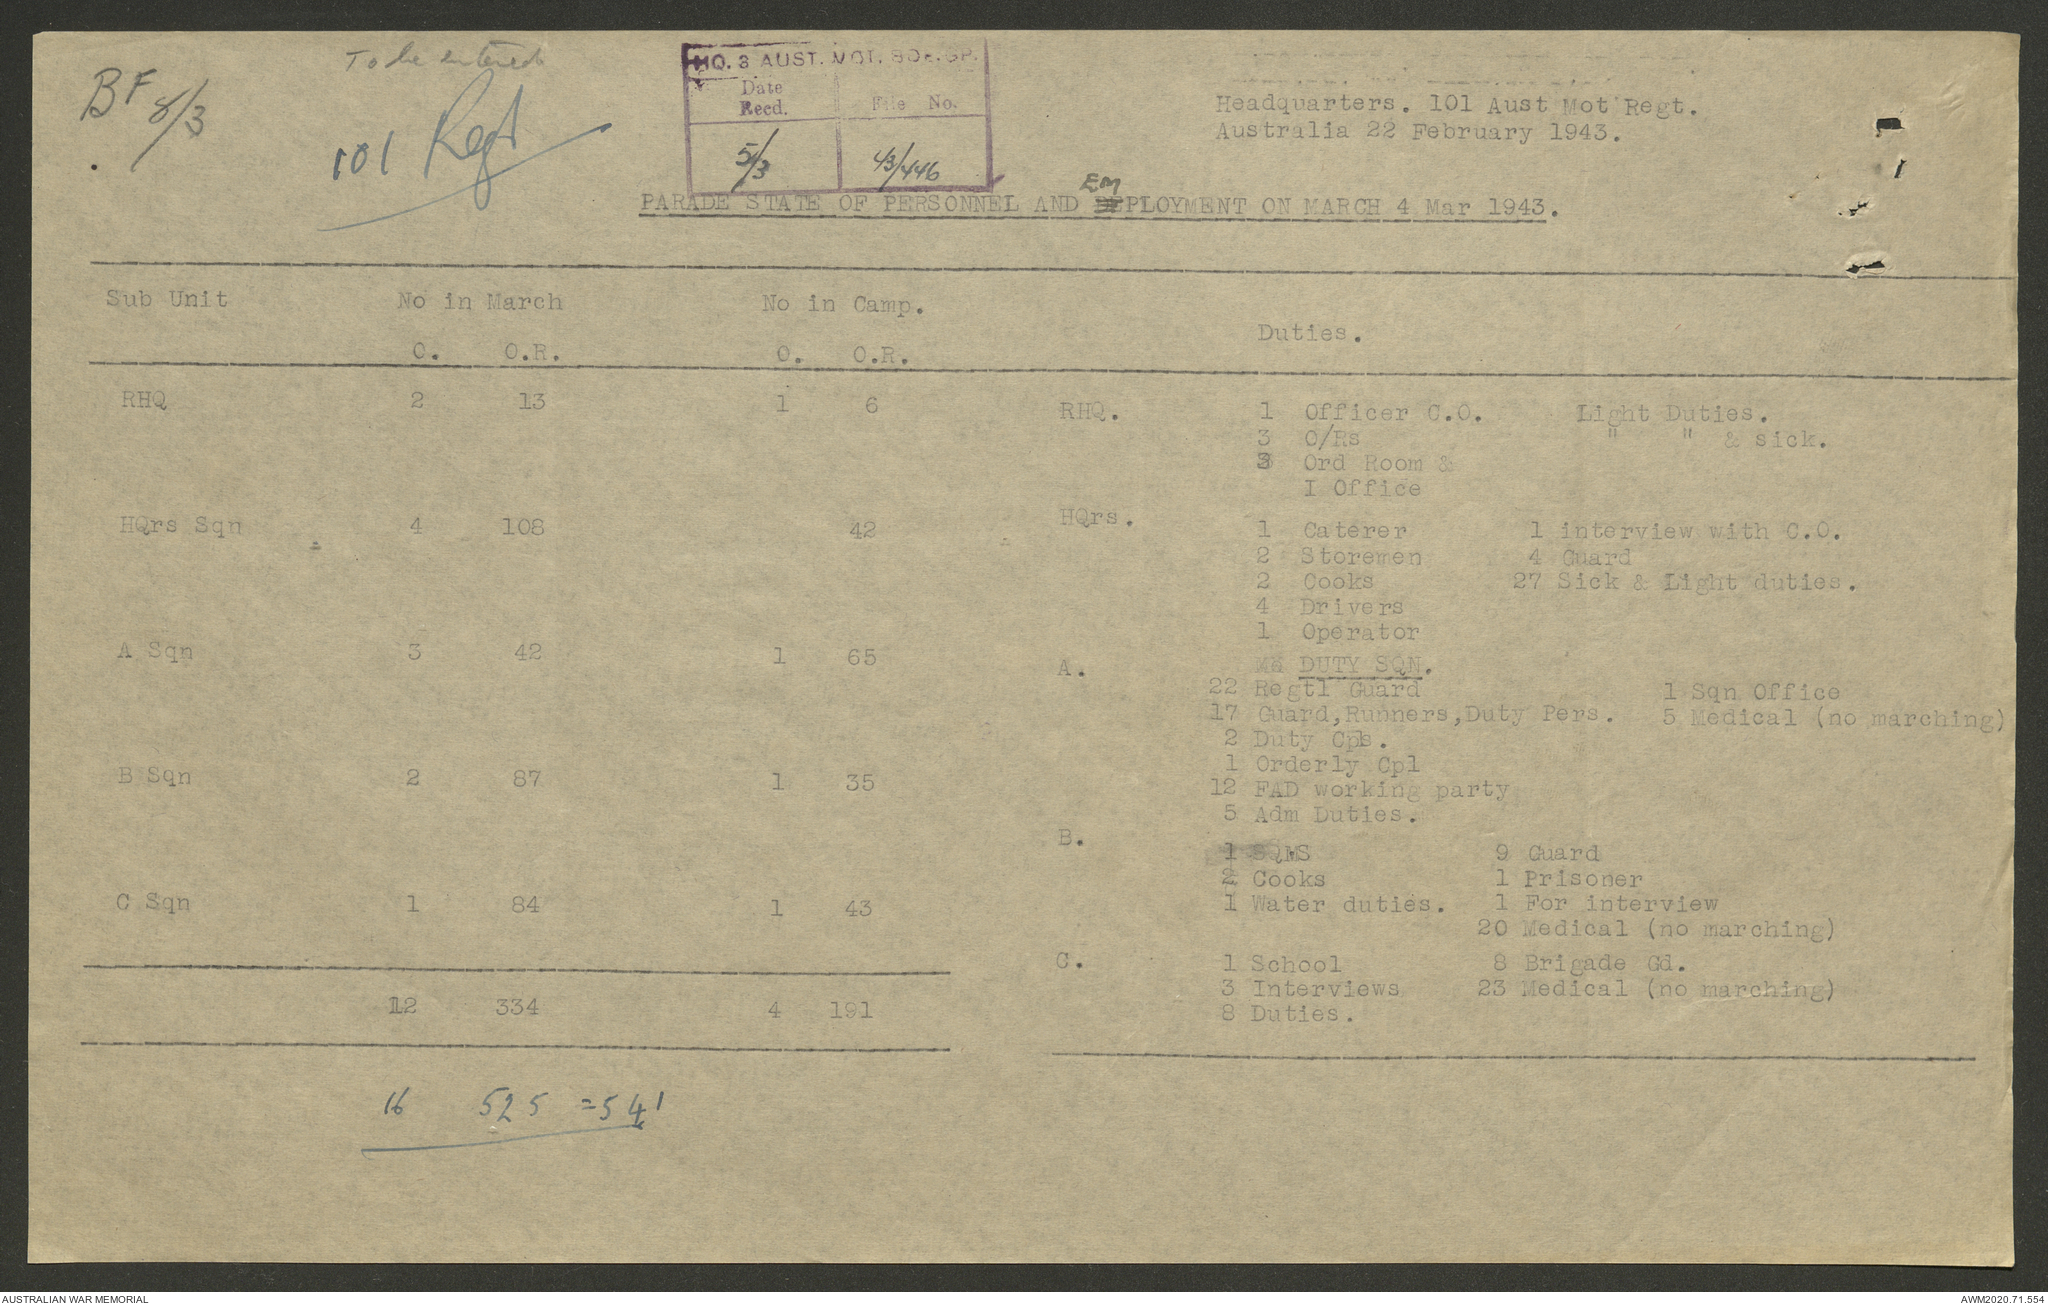 To be entered
BF 8/3
101 Regt
HQ. 3 AUST. MOT. BDE. GP.
Date Recd. File No.
5/3 43/446
Headquarters. 101 Aust Mot Regt.
Australia 22 February 1943.
EM
PARADE STATE OF PERSONNEL AND PLOYMENT ON MARCH 4 Mar 1943.
Sub Unit No in March No in Camp.
Duties.
O. O.R. O. O.R.
RHQ 2 13 1 6
HQrs Sqn 4 108 42
A Sqn 3 42 1 65
B Sqn 2 87 1 35
C Sqn 1 84 1 43
12 334 4 191
16 525 = 541
RHQ. 1 Officer C.O. Light Duties.
3 O/Rs " " & sick.
3 Ord Room &
I Office
HQrs.
1 Caterer 1 interview with C.O.
2 Storemen 4 Guard
2 Cooks 27 Sick & Light duties.
4 Drivers
1 Operator
A. DUTY SQN.
22 Regtl Guard 1 Sqn Office
17 Guard,Runners,Duty Pers. 5 Medical (no marching)
2 Duty Cpls.
1 Orderly Cpl
12 FAD working party
5 Adm Duties.
B.
1 SQMS 9 Guard
2 Cooks 1 Prisoner
1 Water duties. 1 For interview
20 Medical (no marching)
C. 1 School 8 Brigade Gd.
3 Interviews 23 Medical (no marching)
8 Duties.
AUSTRALIAN WAR MEMORIAL
AWM2020.71.554